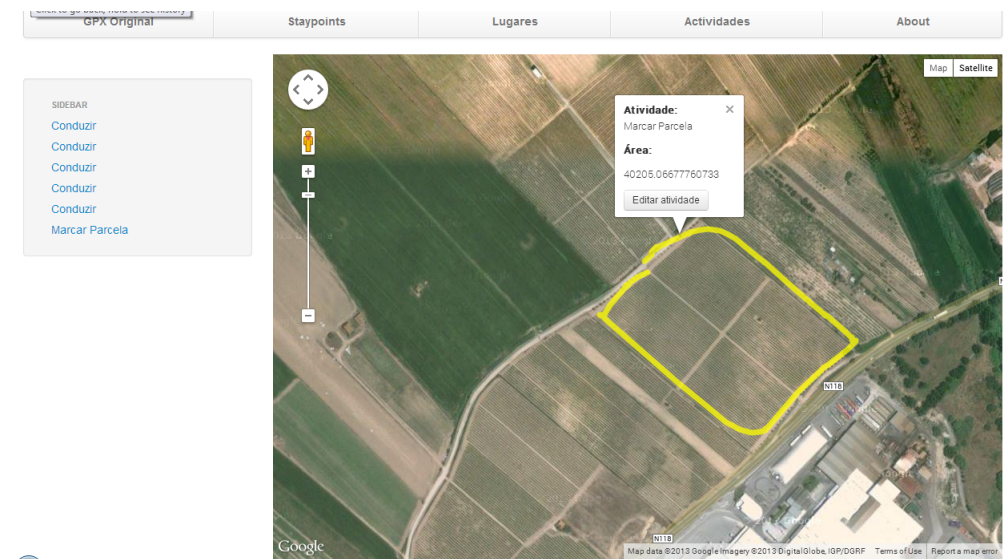 Click to go back, hold to see history
GPX Original
Staypoints
Lugares
Actividades
About
SIDEBAR
Conduzir
Conduzir
Conduzir
Conduzir
Conduzir
Marcar Parcela
Map
Satellite
Atividade:
Marcar Parcela
Área:
40205.06677760733
Editar atividade
N118
N118
Google
Map data ©2013 Google Imagery ©2013 DigitalGlobe, IGP/DGRF
Terms of Use
Report a map error